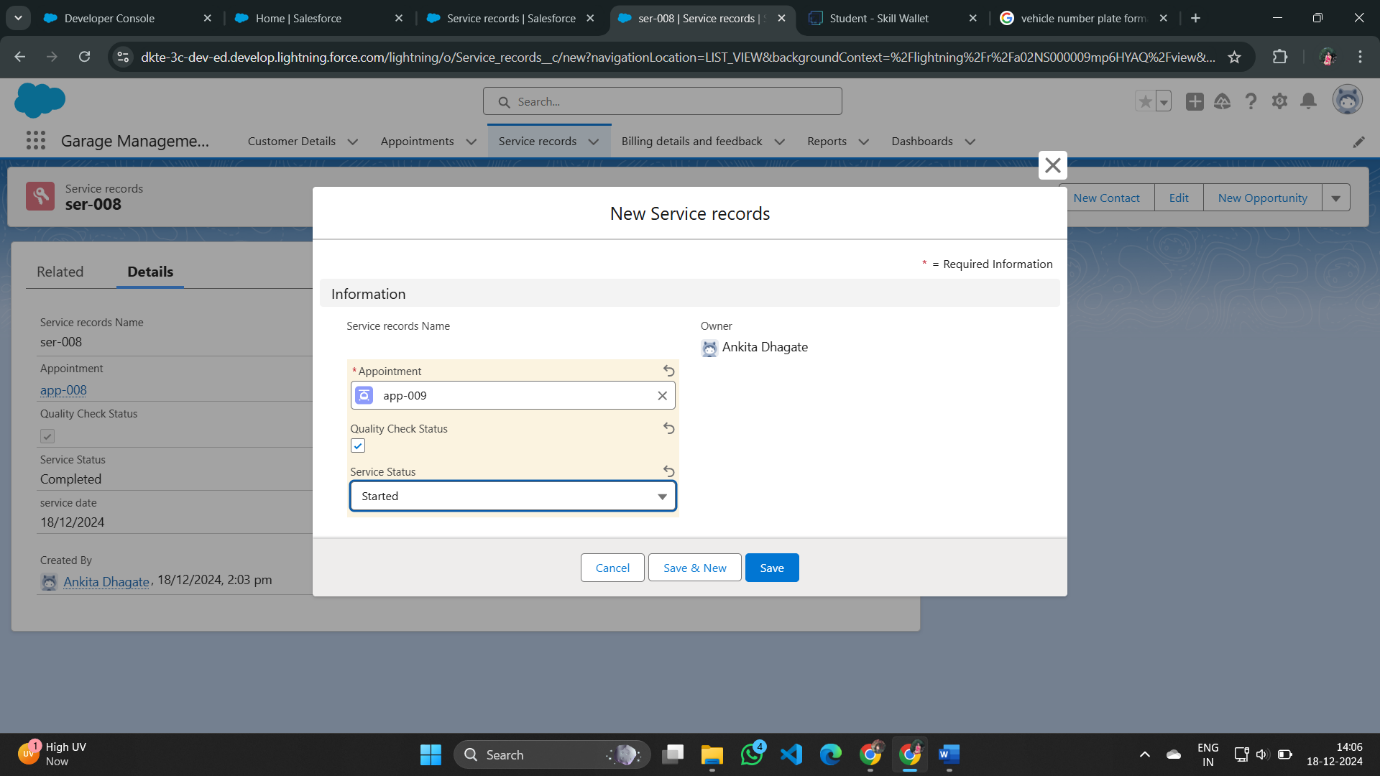 Developer Console
Home | Salesforce
Service records | Salesforce
ser-008 | Service records |
Student - Skill Wallet
vehicle number plate form
dkte-3c-dev-ed.develop.lightning.force.com/lightning/o/Service_records__c/new?navigationLocation=LIST_VIEW&backgroundContext=%2Flightning%2Fr%2Fa02NS000009mp6HYAQ%2Fview&...
Search...
Garage Manageme...
Customer Details
Appointments
Service records
Billing details and feedback
Reports
Dashboards
Service records
ser-008
New Contact
Edit
New Opportunity
Related
Details
Service records Name
ser-008
Appointment
app-008
Quality Check Status
Service Status
Completed
service date
18/12/2024
Created By
Ankita Dhagate, 18/12/2024, 2:03 pm
New Service records
* = Required Information
Information
Service records Name
Owner
Ankita Dhagate
*Appointment
app-009
Quality Check Status
Service Status
Started
Cancel
Save & New
Save
1
UV
High UV
Now
Search
4
ENG
IN
14:06
18-12-2024